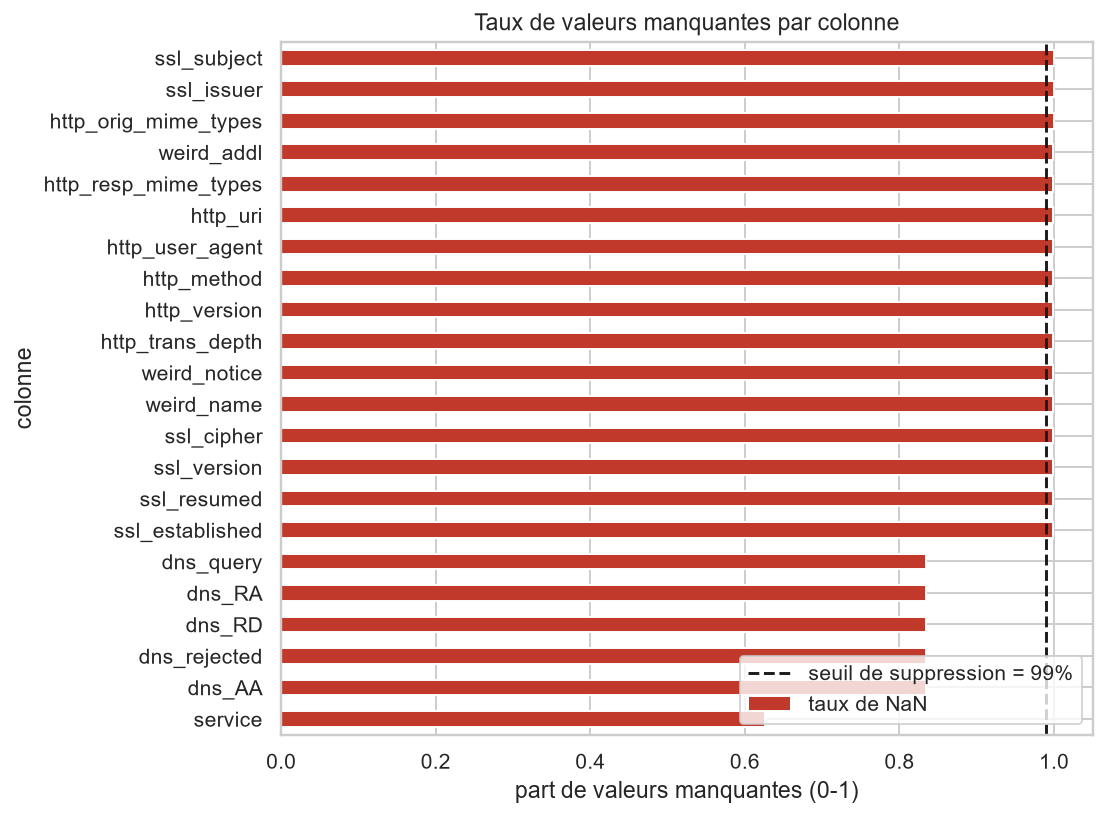 Taux de valeurs manquantes par colonne
ssl_subject
ssl_issuer
http_orig_mime_types
weird_addl
http_resp_mime_types
http_uri
http_user_agent
http_method
http_version
http_trans_depth
weird_notice
weird_name
ssl_cipher
ssl_version
ssl_resumed
ssl_established
dns_query
dns_RA
dns_RD
dns_rejected
dns_AA
service
colonne
seuil de suppression = 99%
taux de NaN
0.0 0.2 0.4 0.6 0.8 1.0
part de valeurs manquantes (0-1)